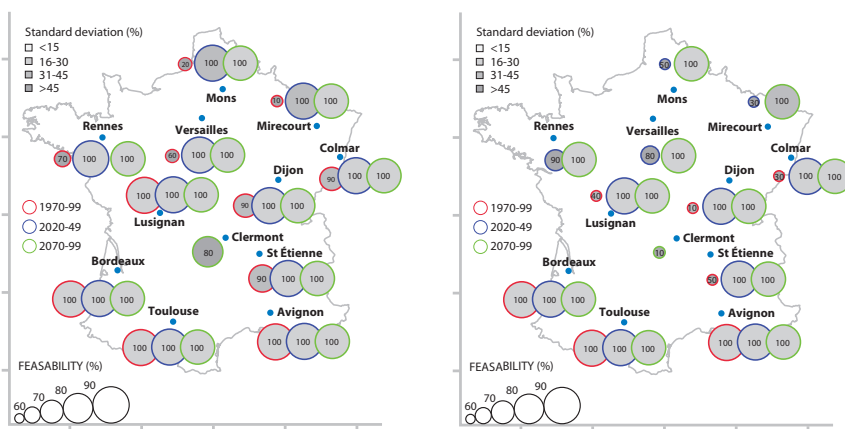 Standard deviation (%)
<15
16-30
31-45
>45
20 100 100
Mons
10 100 100
Mirecourt
Rennes
70 100 100
Versailles
60 100 100
Colmar
90 100 100
Dijon
90 100 100
100 100 100
Lusignan
1970-99
2020-49
2070-99
Clermont
80
St Étienne
90 100 100
Bordeaux
100 100 100
Toulouse
100 100 100
Avignon
100 100 100
FEASABILITY (%)
60 70 80 90
Standard deviation (%)
<15
16-30
31-45
>45
50 100
Mons
30 100
Mirecourt
Rennes
90 100
Versailles
80 100
Colmar
30 100 100
Dijon
10 100 100
40 100 100
Lusignan
1970-99
2020-49
2070-99
Clermont
10
St Étienne
50 100 100
Bordeaux
100 100 100
Toulouse
100 100 100
Avignon
100 100 100
FEASABILITY (%)
60 70 80 90